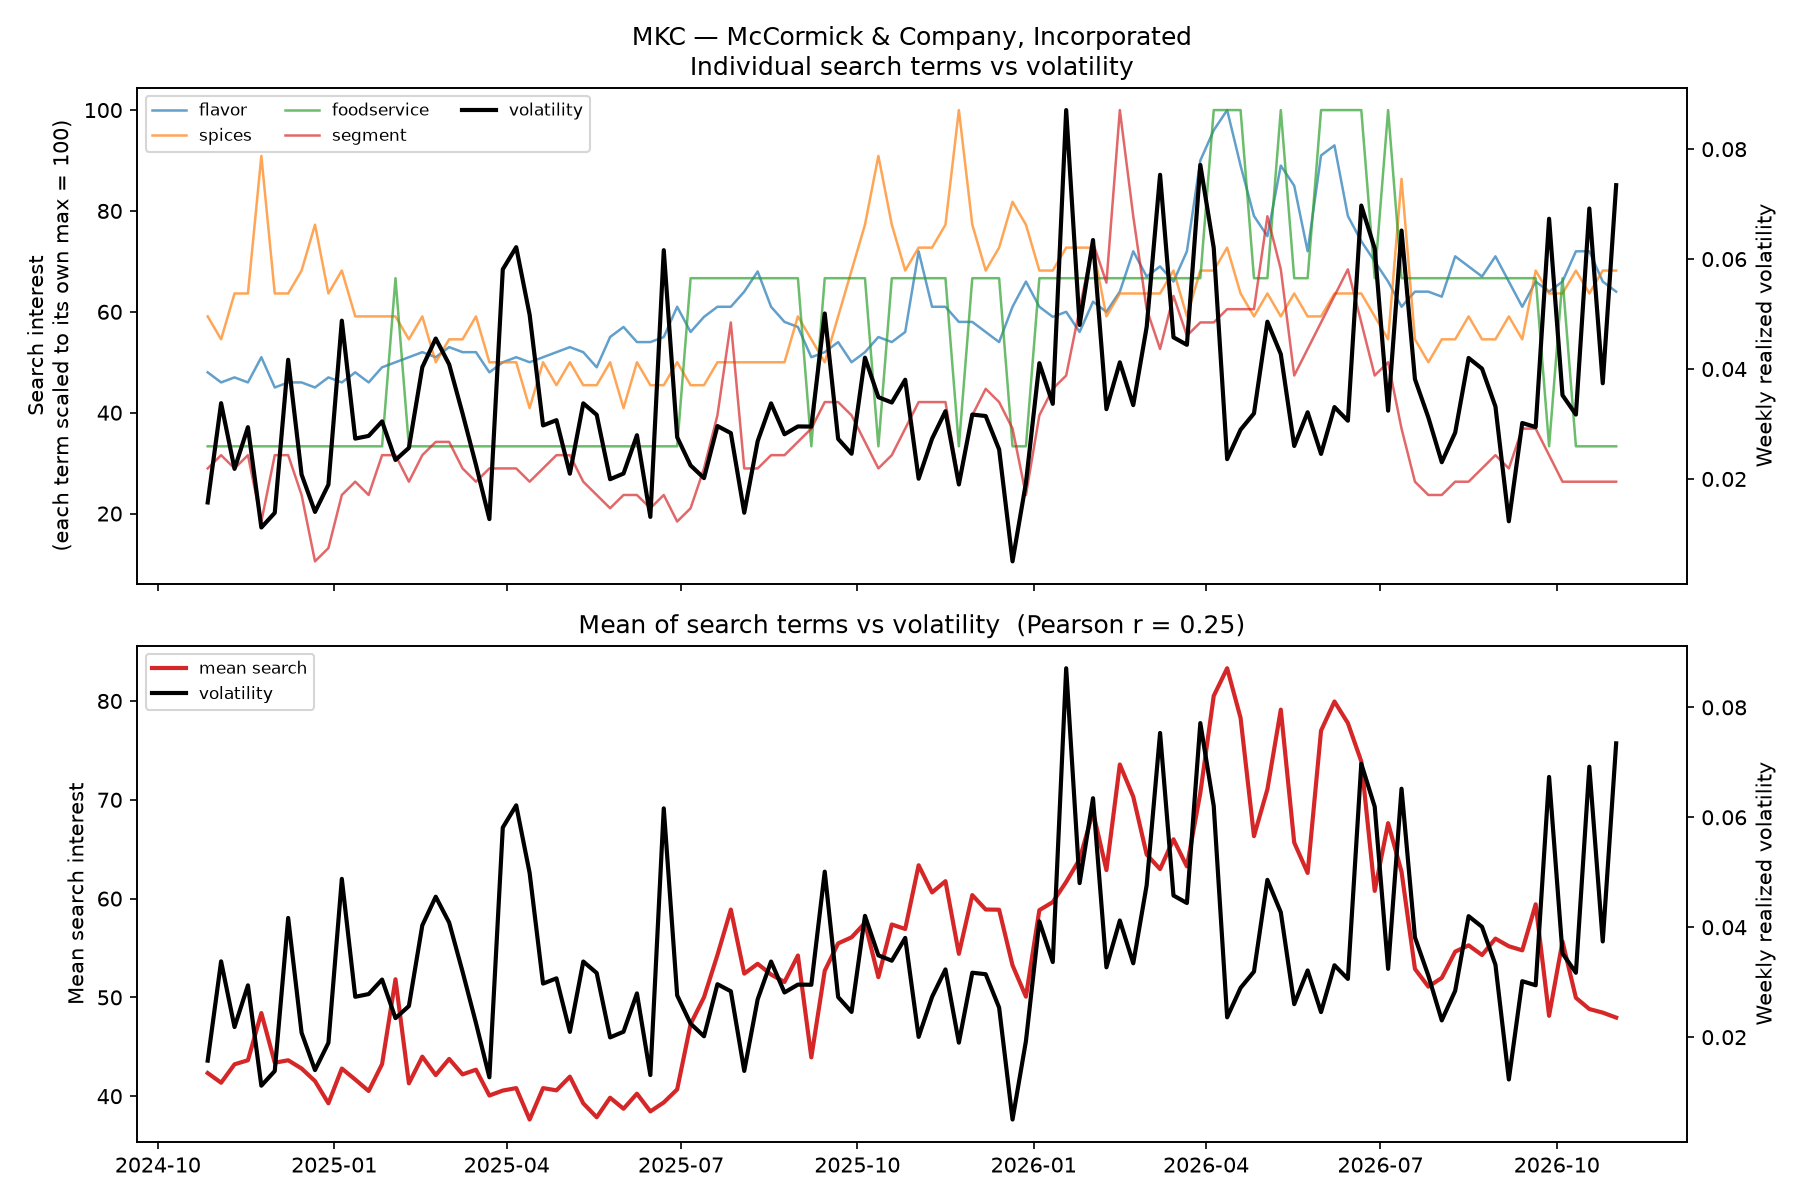 MKC — McCormick & Company, Incorporated
Individual search terms vs volatility
flavor
spices
foodservice
segment
volatility
Search interest
(each term scaled to its own max = 100)
100
80
60
40
20
0.08
0.06
0.04
0.02
Weekly realized volatility
Mean of search terms vs volatility  (Pearson r = 0.25)
mean search
volatility
Mean search interest
80
70
60
50
40
0.08
0.06
0.04
0.02
Weekly realized volatility
2024-10 2025-01 2025-04 2025-07 2025-10 2026-01 2026-04 2026-07 2026-10